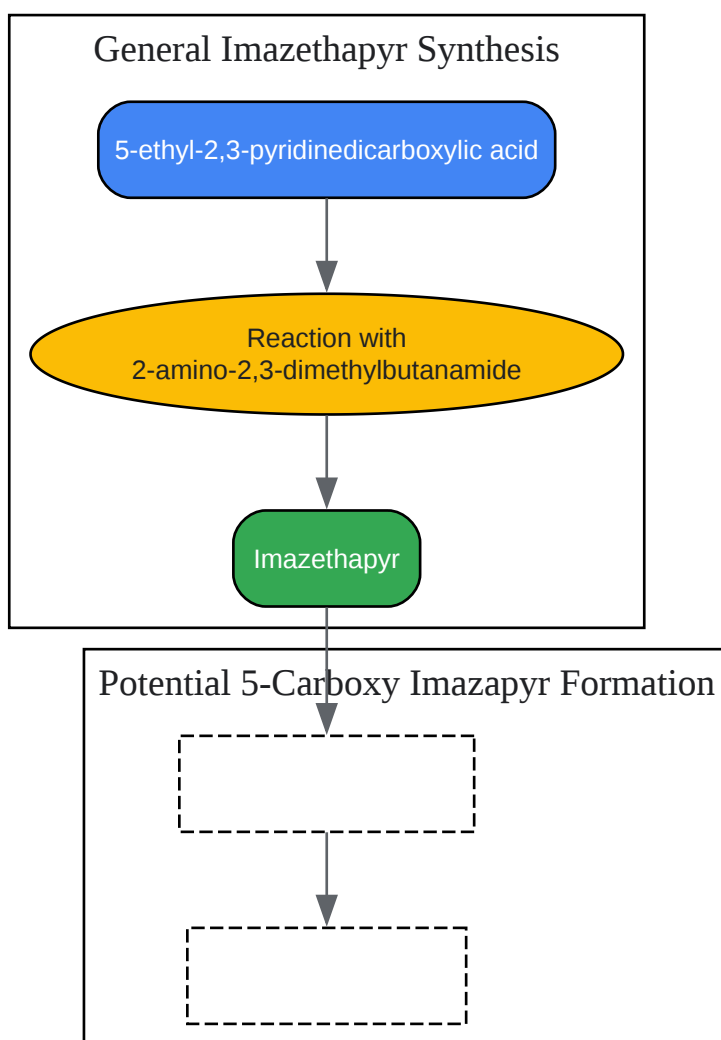 General Imazethapyr Synthesis
5-ethyl-2,3-pyridinedicarboxylic acid
Reaction with
2-amino-2,3-dimethylbutanamide
Imazethapyr
Potential 5-Carboxy Imazapyr Formation